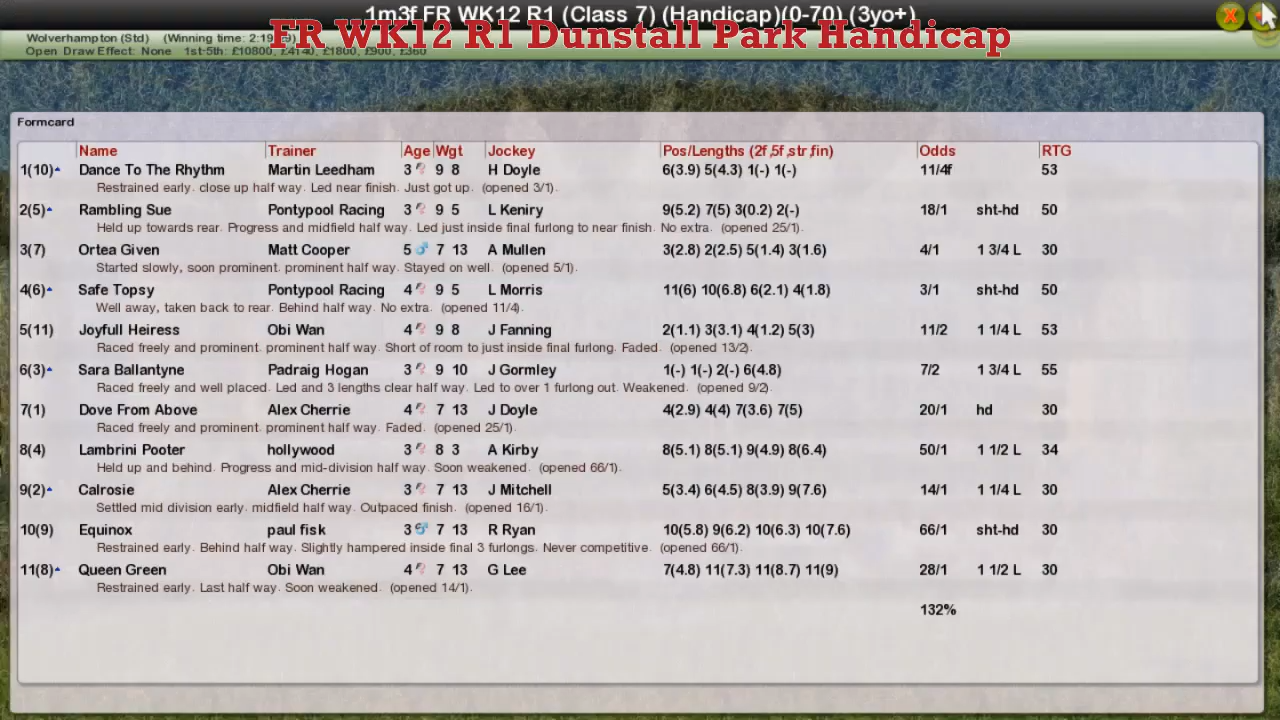 1m3f FR WK12 R1 (Class 7) (Handicap)(0-70) (3yo+)
FR WK12 R1 Dunstall Park Handicap
Wolverhampton (Std) (Winning time: 2:19
Open Draw Effect: None 1st-5th: £10800, £4140, £1800, £900, £360
Formcard
Name Trainer Age Wgt Jockey Pos/Lengths (2f,5f,str,fin) Odds RTG
1(10) Dance To The Rhythm Martin Leedham 3 9 8 H Doyle 6(3.9) 5(4.3) 1(-) 1(-) 11/4f 53
Restrained early. close up half way. Led near finish. Just got up. (opened 3/1).
2(5) Rambling Sue Pontypool Racing 3 9 5 L Keniry 9(5.2) 7(5) 3(0.2) 2(-) 18/1 sht-hd 50
Held up towards rear. Progress and midfield half way. Led just inside final furlong to near finish. No extra. (opened 25/1).
3(7) Ortea Given Matt Cooper 5 7 13 A Mullen 3(2.8) 2(2.5) 5(1.4) 3(1.6) 4/1 1 3/4 L 30
Started slowly, soon prominent. prominent half way. Stayed on well. (opened 5/1).
4(6) Safe Topsy Pontypool Racing 4 9 5 L Morris 11(6) 10(6.8) 6(2.1) 4(1.8) 3/1 sht-hd 50
Well away, taken back to rear. Behind half way. No extra. (opened 11/4).
5(11) Joyfull Heiress Obi Wan 4 9 8 J Fanning 2(1.1) 3(3.1) 4(1.2) 5(3) 11/2 1 1/4 L 53
Raced freely and prominent. prominent half way. Short of room to just inside final furlong. Faded. (opened 13/2).
6(3) Sara Ballantyne Padraig Hogan 3 9 10 J Gormley 1(-) 1(-) 2(-) 6(4.8) 7/2 1 3/4 L 55
Raced freely and well placed. Led and 3 lengths clear half way. Led to over 1 furlong out. Weakened. (opened 9/2).
7(1) Dove From Above Alex Cherrie 4 7 13 J Doyle 4(2.9) 4(4) 7(3.6) 7(5) 20/1 hd 30
Raced freely and prominent. prominent half way. Faded. (opened 25/1).
8(4) Lambrini Pooter hollywood 3 8 3 A Kirby 8(5.1) 8(5.1) 9(4.9) 8(6.4) 50/1 1 1/2 L 34
Held up and behind. Progress and mid-division half way. Soon weakened. (opened 66/1).
9(2) Calrosie Alex Cherrie 3 7 13 J Mitchell 5(3.4) 6(4.5) 8(3.9) 9(7.6) 14/1 1 1/4 L 30
Settled mid division early. midfield half way. Outpaced finish. (opened 16/1).
10(9) Equinox paul fisk 3 7 13 R Ryan 10(5.8) 9(6.2) 10(6.3) 10(7.6) 66/1 sht-hd 30
Restrained early. Behind half way. Slightly hampered inside final 3 furlongs. Never competitive. (opened 66/1).
11(8) Queen Green Obi Wan 4 7 13 G Lee 7(4.8) 11(7.3) 11(8.7) 11(9) 28/1 1 1/2 L 30
Restrained early. Last half way. Soon weakened. (opened 14/1).
132%